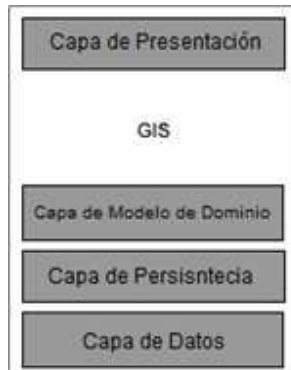 Capa de Presentación
GIS
Capa de Modelo de Dominio
Capa de Persisntecia
Capa de Datos